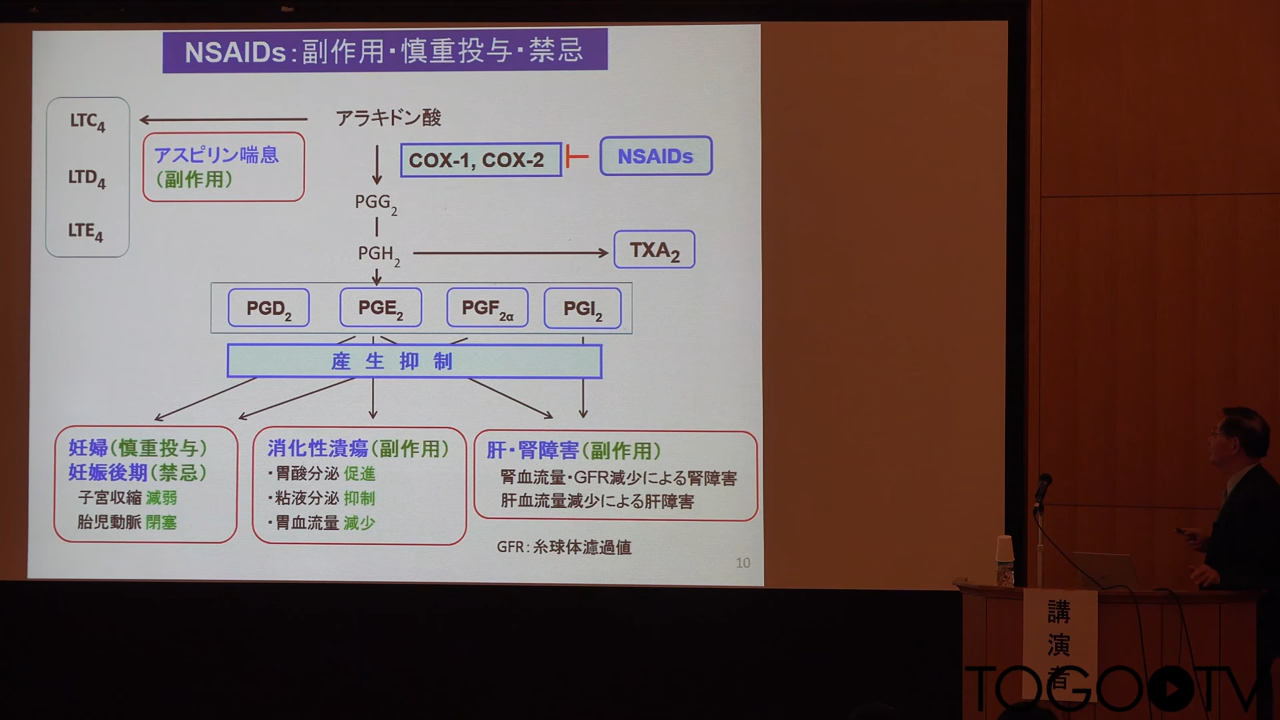 NSAIDs：副作用・慎重投与・禁忌
LTC4
LTD4
LTE4
アラキドン酸
アスピリン喘息
（副作用）
COX-1, COX-2
NSAIDs
PGG2
PGH2
TXA2
PGD2
PGE2
PGF2α
PGI2
産生抑制
妊婦（慎重投与）
妊娠後期（禁忌）
子宮収縮 減弱
胎児動脈 閉塞
消化性潰瘍（副作用）
・胃酸分泌 促進
・粘液分泌 抑制
・胃血流量 減少
肝・腎障害（副作用）
腎血流量・GFR減少による腎障害
肝血流量減少による肝障害
GFR：糸球体濾過値
10
講演者
TOGOTV